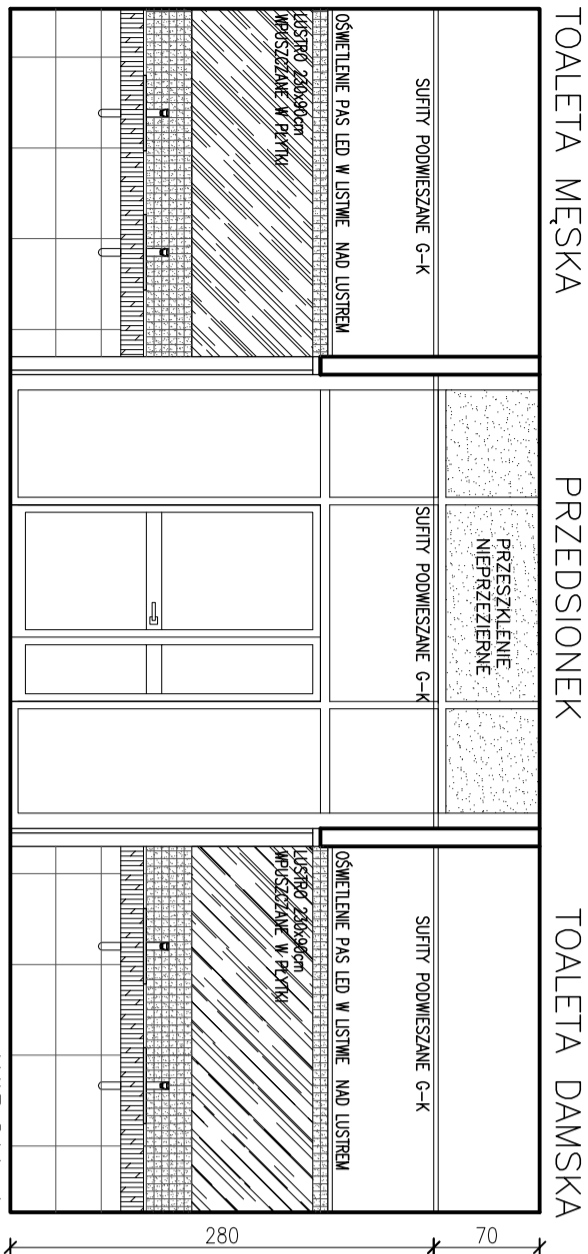 TOALETA MĘSKA
PRZEDSIONEK
TOALETA DAMSKA
SUFITY PODWIESZANE G-K
OŚWIETLENIE PAS LED W LISTWIE NAD LUSTREM
LUSTRO 230x90cm
WPUSZCZANE W PŁYTKI
PRZESZKLENIE
NIEPRZEZIERNE
SUFITY PODWIESZANE G-K
SUFITY PODWIESZANE G-K
OŚWIETLENIE PAS LED W LISTWIE NAD LUSTREM
LUSTRO 230x90cm
WPUSZCZANE W PŁYTKI
70
280